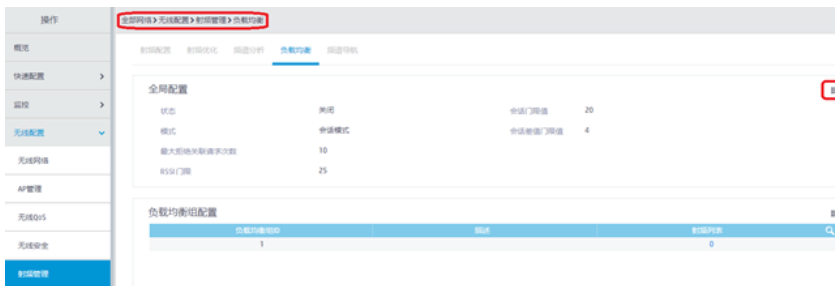 操作
全部网络>无线配置>射频管理>负载均衡
概览
快速配置
监控
无线配置
无线网络
AP管理
无线QoS
无线安全
射频管理
射频配置 射频优化 频谱分析 负载均衡 频谱导航
全局配置
状态 关闭 会话门限值 20
模式 会话模式 会话差值门限值 4
最大拒绝关联请求次数 10
RSSI门限 25
负载均衡组配置
负载均衡组ID 描述 射频列表
1 0